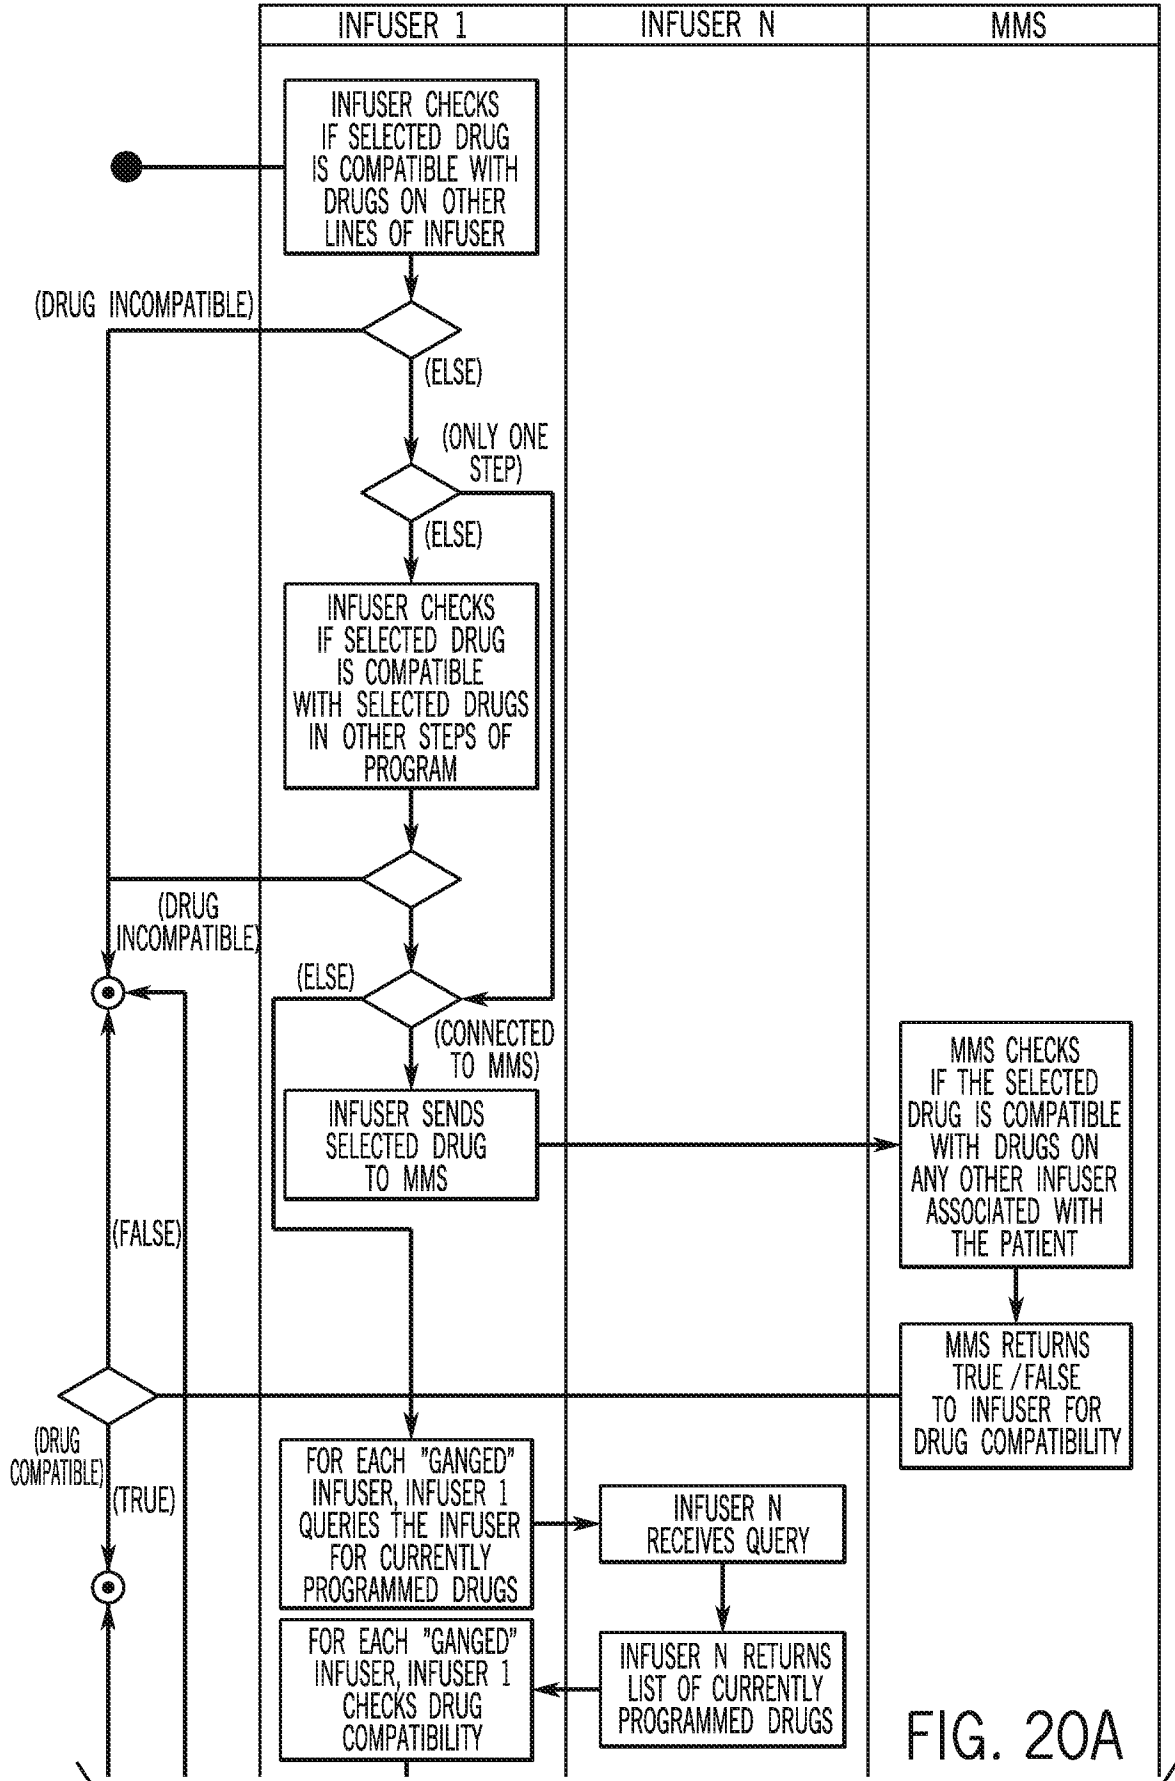 INFUSER 1
INFUSER N
MMS
INFUSER CHECKS
IF SELECTED DRUG
IS COMPATIBLE WITH
DRUGS ON OTHER
LINES OF INFUSER
(DRUG INCOMPATIBLE)
(ELSE)
(ONLY ONE
STEP)
(ELSE)
INFUSER CHECKS
IF SELECTED DRUG
IS COMPATIBLE
WITH SELECTED DRUGS
IN OTHER STEPS OF
PROGRAM
(DRUG
INCOMPATIBLE)
(ELSE)
(CONNECTED
TO MMS)
INFUSER SENDS
SELECTED DRUG
TO MMS
MMS CHECKS
IF THE SELECTED
DRUG IS COMPATIBLE
WITH DRUGS ON
ANY OTHER INFUSER
ASSOCIATED WITH
THE PATIENT
(FALSE)
MMS RETURNS
TRUE /FALSE
TO INFUSER FOR
DRUG COMPATIBILITY
(DRUG
COMPATIBLE)
(TRUE)
FOR EACH "GANGED"
INFUSER, INFUSER 1
QUERIES THE INFUSER
FOR CURRENTLY
PROGRAMMED DRUGS
INFUSER N
RECEIVES QUERY
FOR EACH "GANGED"
INFUSER, INFUSER 1
CHECKS DRUG
COMPATIBILITY
INFUSER N RETURNS
LIST OF CURRENTLY
PROGRAMMED DRUGS
FIG. 20A